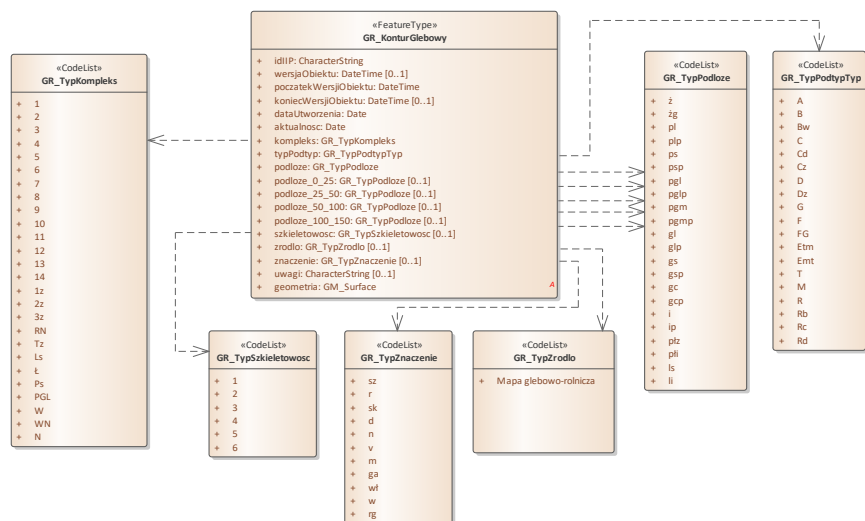 «FeatureType»
GR_KonturGlebowy
+ idIIP: CharacterString
+ wersjaObiektu: DateTime [0..1]
+ poczatekWersjiObiektu: DateTime
+ koniecWersjiObiektu: DateTime [0..1]
+ dataUtworzenia: Date
+ aktualnosc: Date
+ kompleks: GR_TypKompleks
+ typPodtyp: GR_TypPodtypTyp
+ podloze: GR_TypPodloze
+ podloze_0_25: GR_TypPodloze [0..1]
+ podloze_25_50: GR_TypPodloze [0..1]
+ podloze_50_100: GR_TypPodloze [0..1]
+ podloze_100_150: GR_TypPodloze [0..1]
+ szkieletowosc: GR_TypSzkieletowosc [0..1]
+ zrodlo: GR_TypZrodlo [0..1]
+ znaczenie: GR_TypZnaczenie [0..1]
+ uwagi: CharacterString [0..1]
+ geometria: GM_Surface
A
«CodeList»
GR_TypKompleks
+ 1
+ 2
+ 3
+ 4
+ 5
+ 6
+ 7
+ 8
+ 9
+ 10
+ 11
+ 12
+ 13
+ 14
+ 1z
+ 2z
+ 3z
+ RN
+ Tz
+ Ls
+ Ł
+ Ps
+ PGL
+ W
+ WN
+ N
«CodeList»
GR_TypPodloze
+ ż
+ żg
+ pl
+ plp
+ ps
+ psp
+ pgl
+ pglp
+ pgm
+ pgmp
+ gl
+ glp
+ gs
+ gsp
+ gc
+ gcp
+ i
+ ip
+ płz
+ płi
+ ls
+ li
«CodeList»
GR_TypPodtypTyp
+ A
+ B
+ Bw
+ C
+ Cd
+ Cz
+ D
+ Dz
+ G
+ F
+ FG
+ Etm
+ Emt
+ T
+ M
+ R
+ Rb
+ Rc
+ Rd
«CodeList»
GR_TypSzkieletowosc
+ 1
+ 2
+ 3
+ 4
+ 5
+ 6
«CodeList»
GR_TypZnaczenie
+ sz
+ r
+ sk
+ d
+ n
+ v
+ m
+ ga
+ wł
+ w
+ rg
«CodeList»
GR_TypZrodlo
+ Mapa glebowo-rolnicza